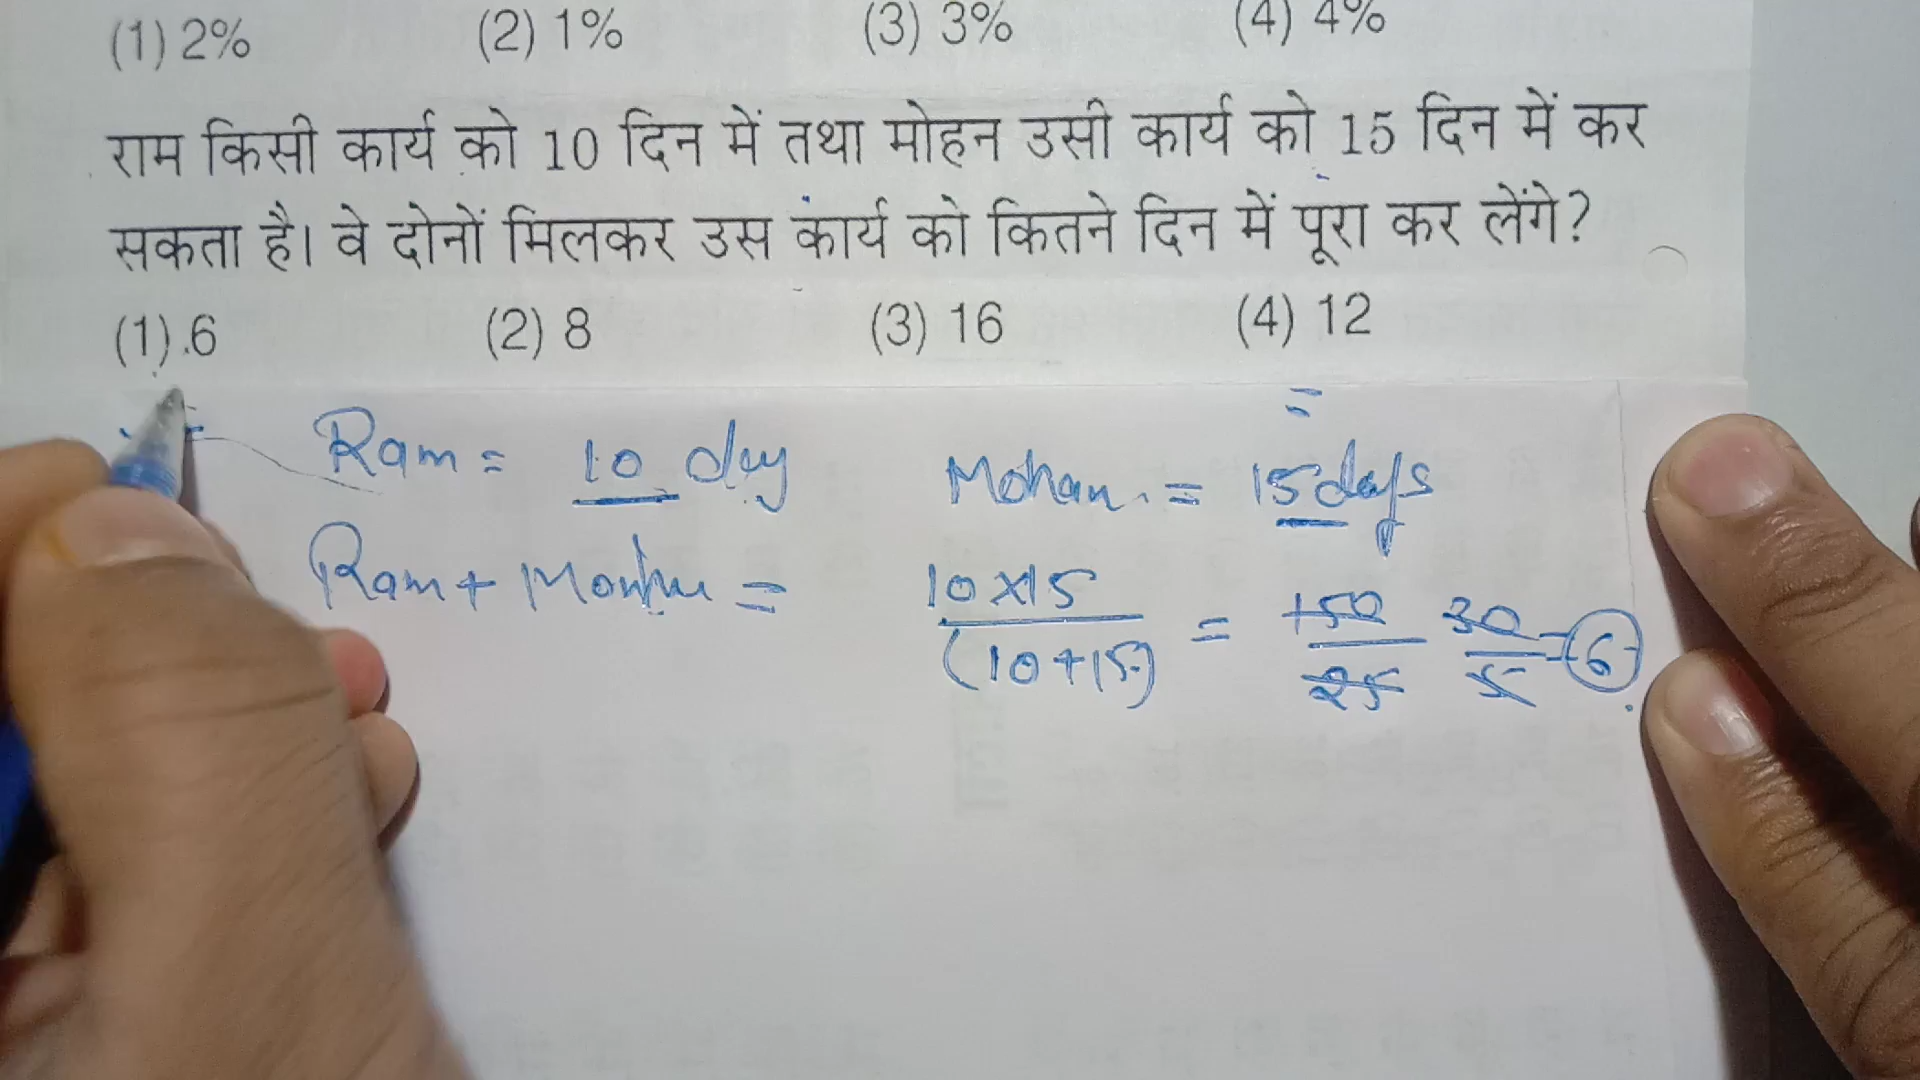 (1) 2% (2) 1% (3) 3% (4) 4%
राम किसी कार्य को 10 दिन में तथा मोहन उसी कार्य को 15 दिन में कर
सकता है। वे दोनों मिलकर उस कार्य को कितने दिन में पूरा कर लेंगे?
(1) 6 (2) 8 (3) 16 (4) 12
=
Ram = 10 day Mohan = 15 days
Ram + = 10×15 / (10+15) = 150/25 30/5 = 6